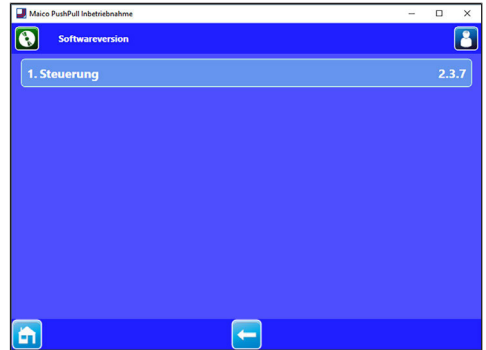 Maico PushPull Inbetriebnahme
Softwareversion
1. Steuerung 2.3.7